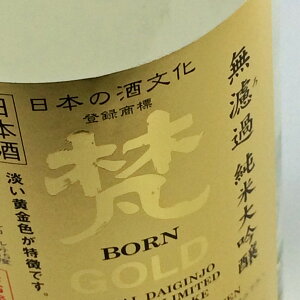 日本の酒文化
登録商標
梵
BORN
GOLD
DAIGINJO
無濾過 純米大吟醸
日本酒
淡い黄金色が特徴です。